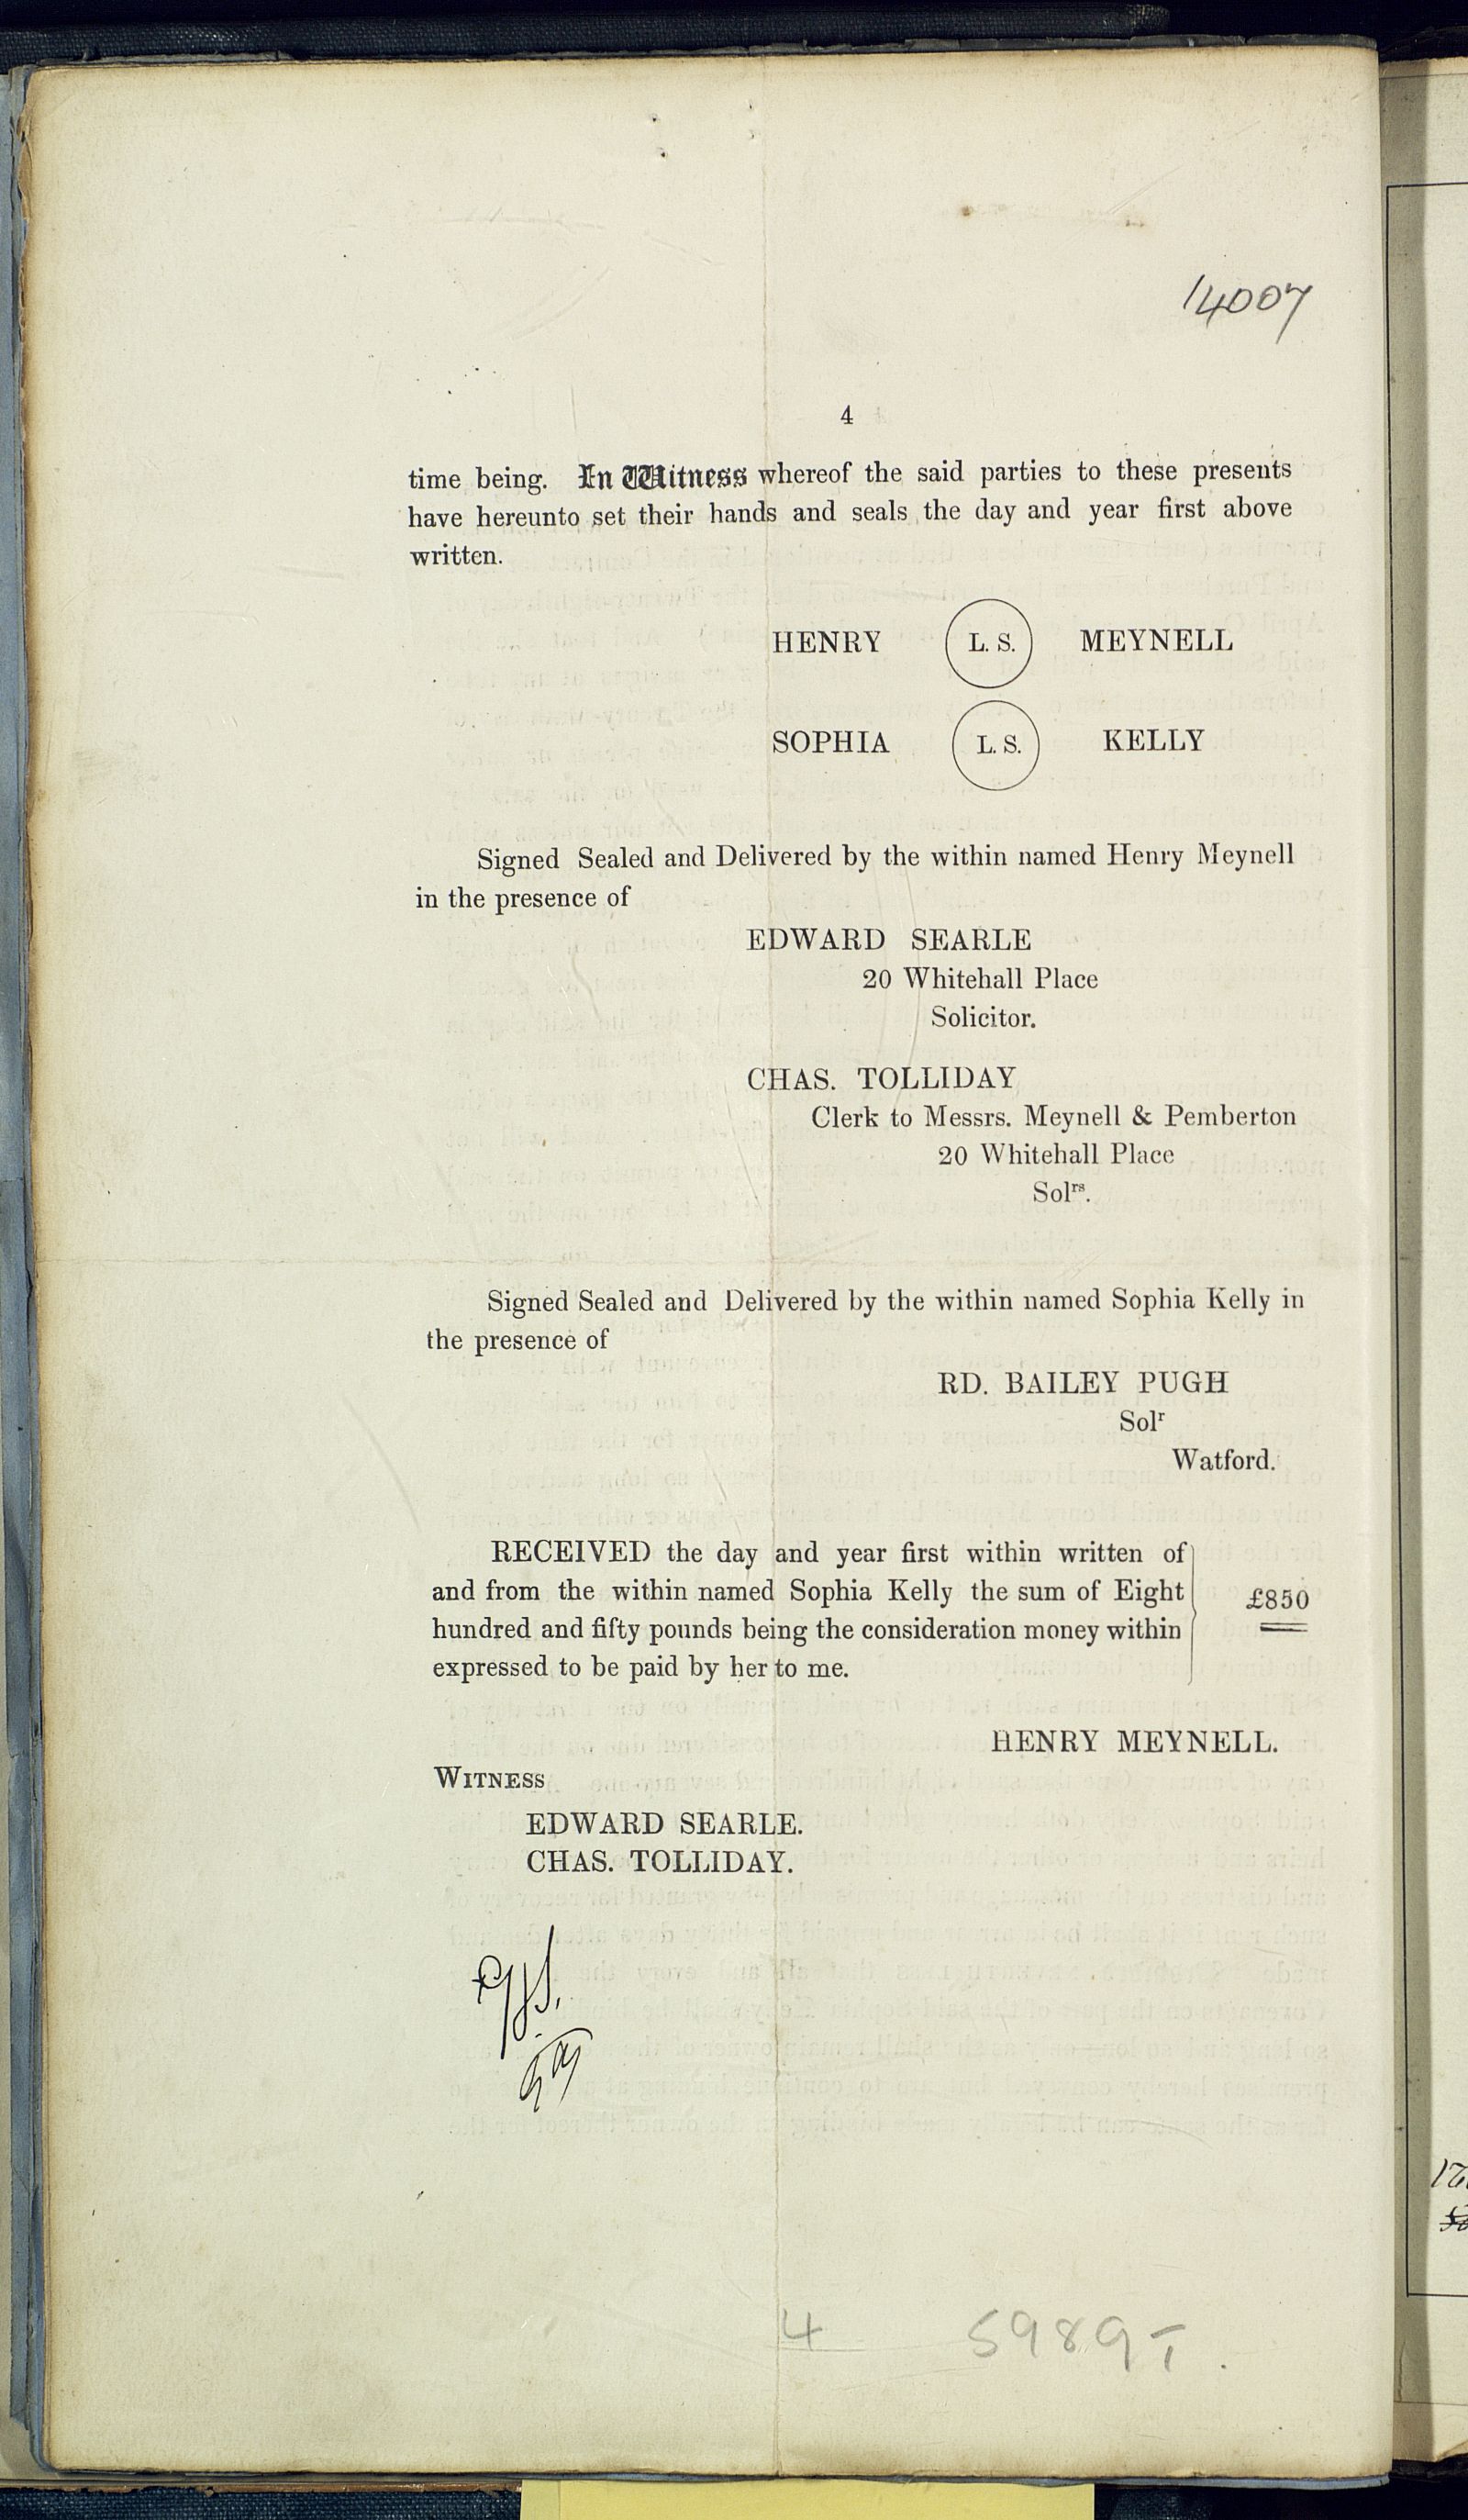 14007
4
time being. In Witness whereof the said parties to these presents
have hereunto set their hands and seals the day and year first above
written.
HENRY L. S. MEYNELL
SOPHIA L. S. KELLY
Signed Sealed and Delivered by the within named Henry Meynell
in the presence of
EDWARD SEARLE
20 Whitehall Place
Solicitor.
CHAS. TOLLIDAY
Clerk to Messrs. Meynell & Pemberton
20 Whitehall Place
Solrs.
Signed Sealed and Delivered by the within named Sophia Kelly in
the presence of
RD. BAILEY PUGH
Solr
Watford.
RECEIVED the day and year first within written of
and from the within named Sophia Kelly the sum of Eight
hundred and fifty pounds being the consideration money within
expressed to be paid by her to me.
£850
HENRY MEYNELL.
WITNESS
EDWARD SEARLE.
CHAS. TOLLIDAY.
4 5989